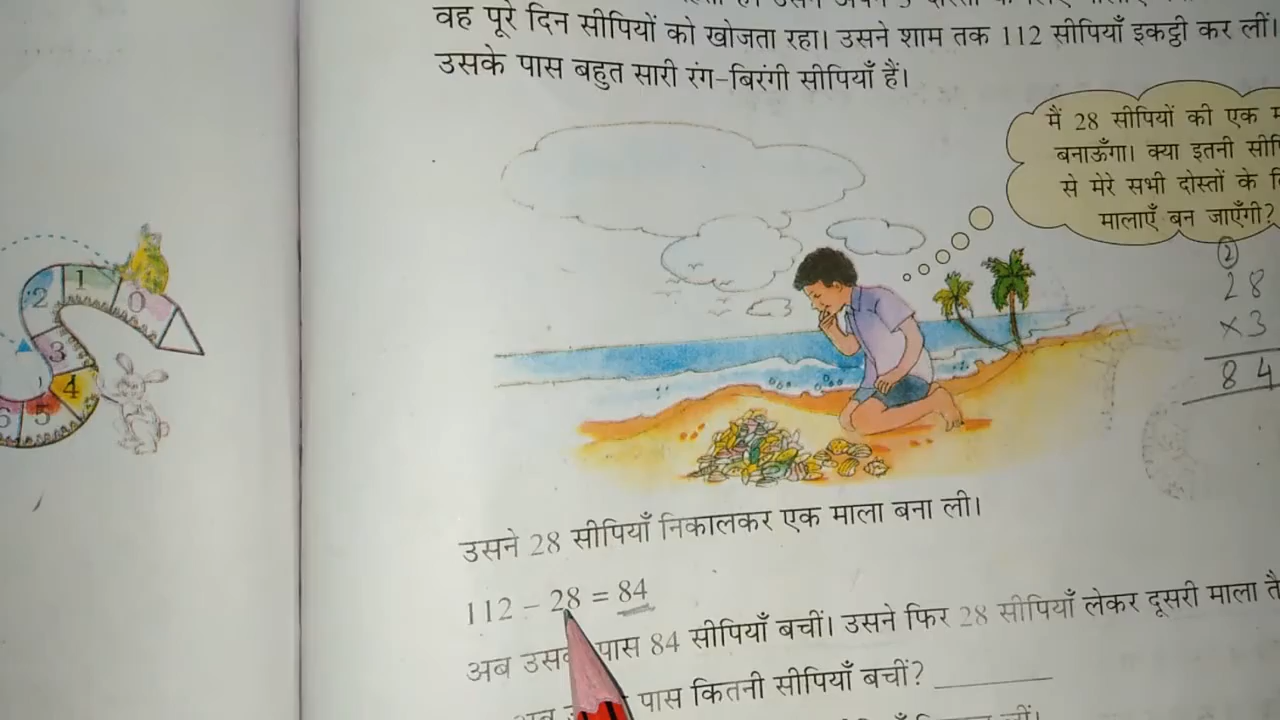 वह पूरे दिन सीपियों को खोजता रहा। उसने शाम तक 112 सीपियाँ इकट्ठी कर लीं।
उसके पास बहुत सारी रंग-बिरंगी सीपियाँ हैं।
मैं 28 सीपियों की एक
बनाऊँगा। क्या इतनी
से मेरे सभी दोस्तों के
मालाएँ बन जाएँगी?
2
28
×3
84
0
1
2
3
4
5
6
उसने 28 सीपियाँ निकालकर एक माला बना ली।
112 – 28 = 84
अब पास 84 सीपियाँ बचीं। उसने फिर 28 सीपियाँ लेकर दूसरी माला
पास कितनी सीपियाँ बचीं? ________